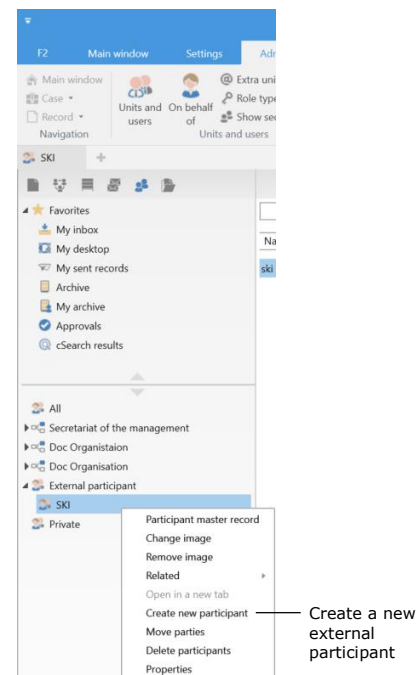 F2 Main window Settings Adr
Main window
Case
Record
Navigation
Units and users
On behalf of
@ Extra uni
Role type
Show sec
Units and users
SKI +
Favorites
My inbox
My desktop
My sent records
Archive
My archive
Approvals
cSearch results
Na
ski
All
Secretariat of the management
Doc Organistaion
Doc Organisation
External participant
SKI
Private
Participant master record
Change image
Remove image
Related
Open in a new tab
Create new participant
Move parties
Delete participants
Properties
Create a new
external
participant